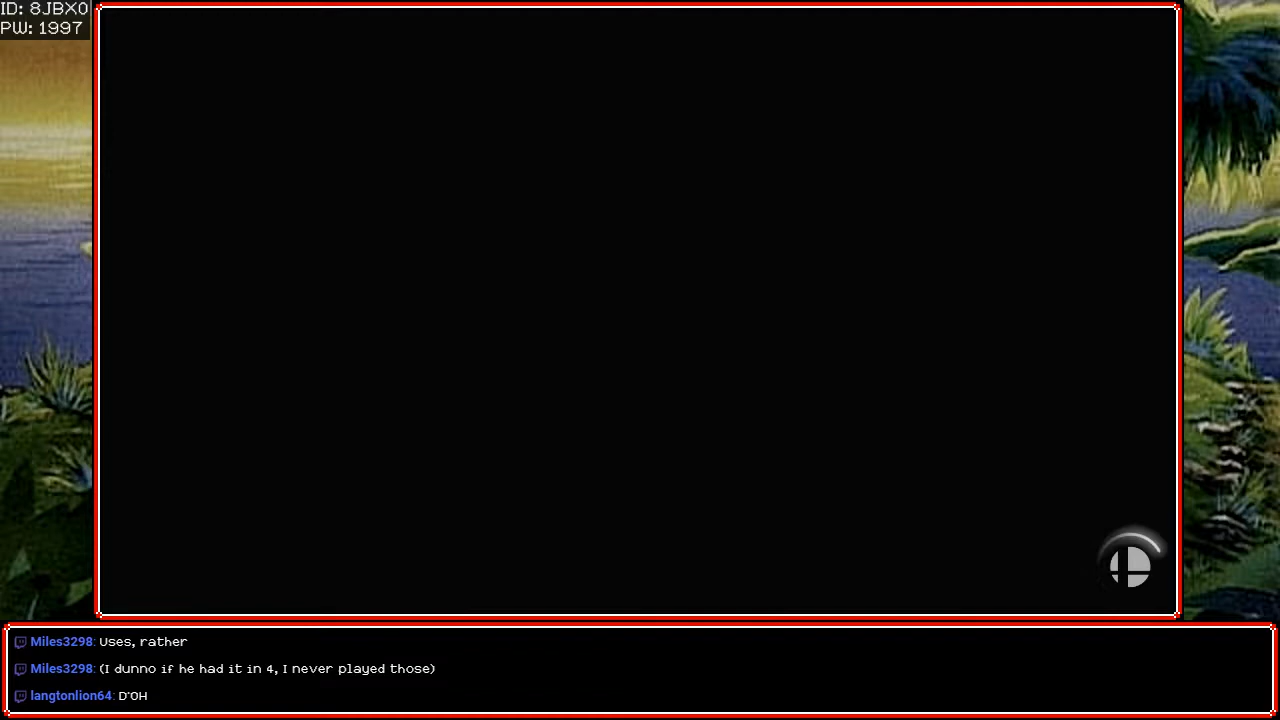 ID: 8JBX0
PW: 1997
Miles3298: Uses, rather
Miles3298: (I dunno if he had it in 4, I never played those)
langtonlion64: D'OH